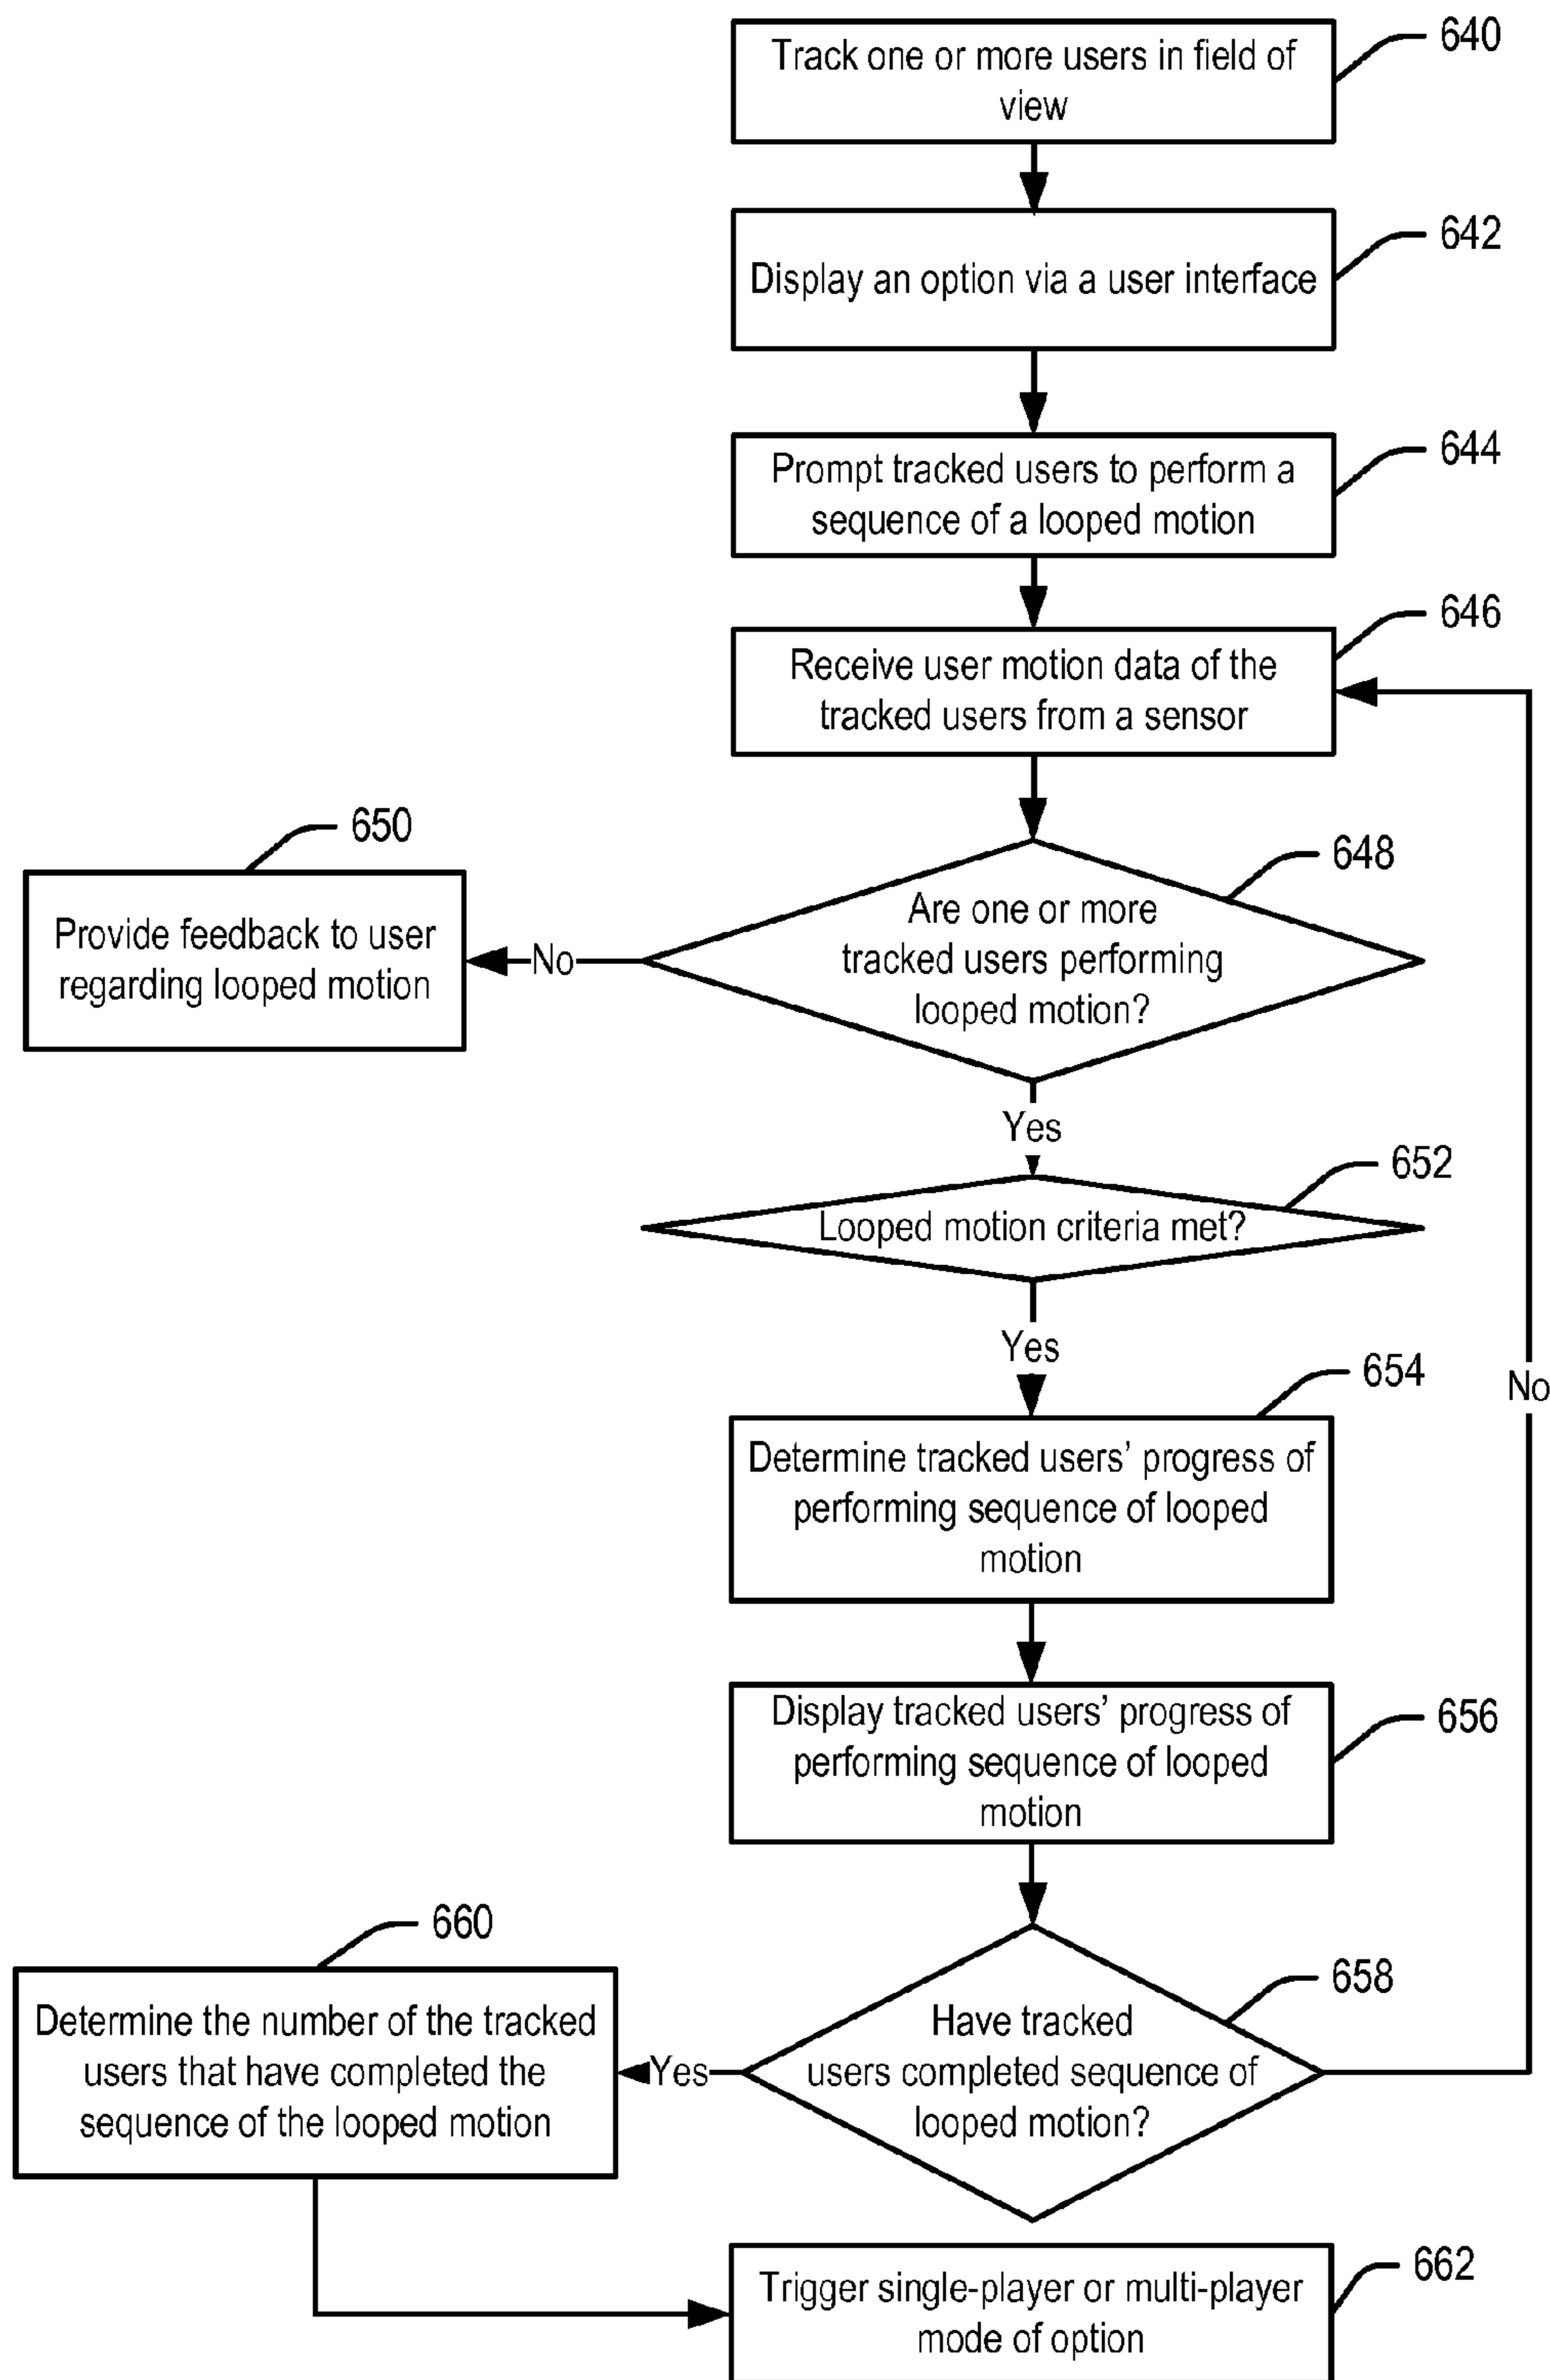 640
Track one or more users in field of
view
642
Display an option via a user interface
644
Prompt tracked users to perform a
sequence of a looped motion
646
Receive user motion data of the
tracked users from a sensor
650
Provide feedback to user
regarding looped motion
No
648
Are one or more
tracked users performing
looped motion?
Yes
652
Looped motion criteria met?
Yes
654
No
Determine tracked users’ progress of
performing sequence of looped
motion
656
Display tracked users’ progress of
performing sequence of looped
motion
660
Determine the number of the tracked
users that have completed the
sequence of the looped motion
Yes
658
Have tracked
users completed sequence of
looped motion?
662
Trigger single-player or multi-player
mode of option